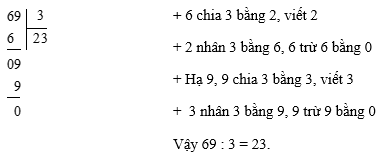 69 3 + 6 chia 3 bằng 2, viết 2
6 23 + 2 nhân 3 bằng 6, 6 trừ 6 bằng 0
09 + Hạ 9, 9 chia 3 bằng 3, viết 3
9 + 3 nhân 3 bằng 9, 9 trừ 9 bằng 0
0
Vậy 69 : 3 = 23.